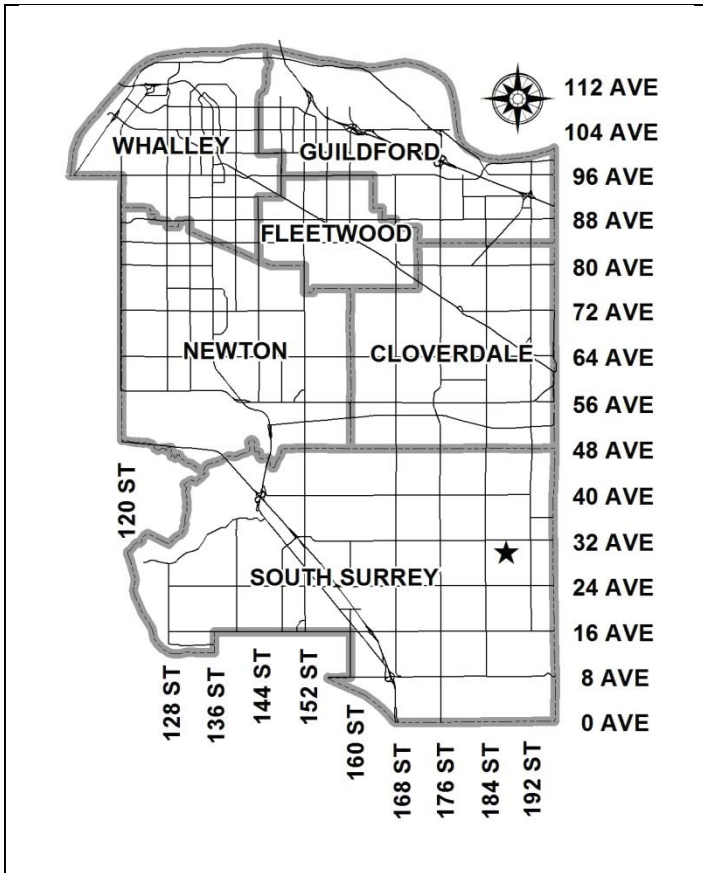 112 AVE
104 AVE
WHALLEY
GUILDFORD
96 AVE
88 AVE
FLEETWOOD
80 AVE
72 AVE
NEWTON
CLOVERDALE
64 AVE
56 AVE
48 AVE
120 ST
40 AVE
32 AVE
SOUTH SURREY
24 AVE
16 AVE
128 ST
136 ST
144 ST
152 ST
160 ST
8 AVE
168 ST
176 ST
184 ST
192 ST
0 AVE